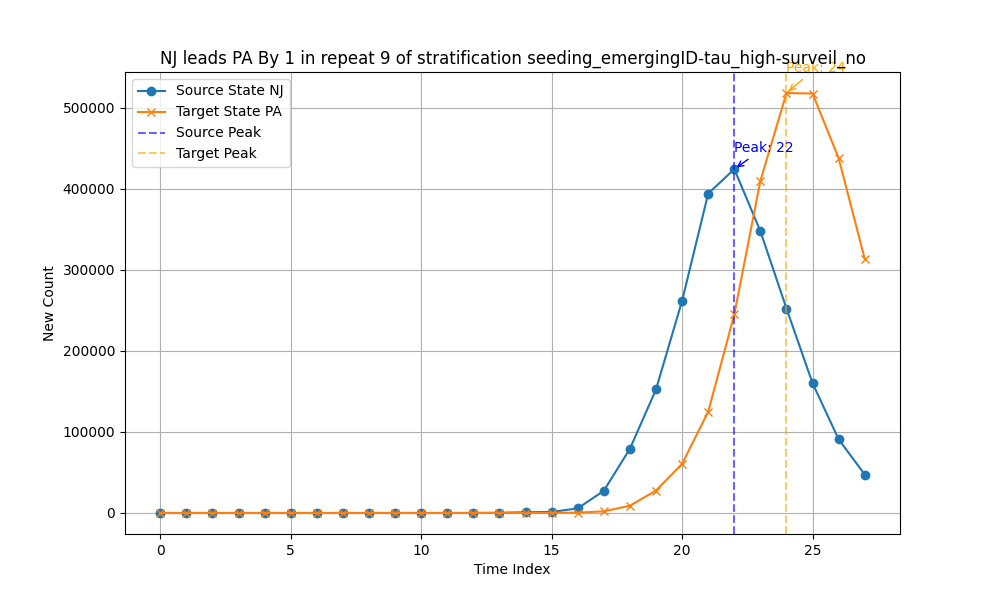 NJ leads PA By 1 in repeat 9 of stratification seeding_emergingID-tau_high-surveil_no
Peak: 24
Source State NJ
Target State PA
Source Peak
Target Peak
Peak: 22
500000
400000
300000
200000
100000
0
New Count
0 5 10 15 20 25
Time Index